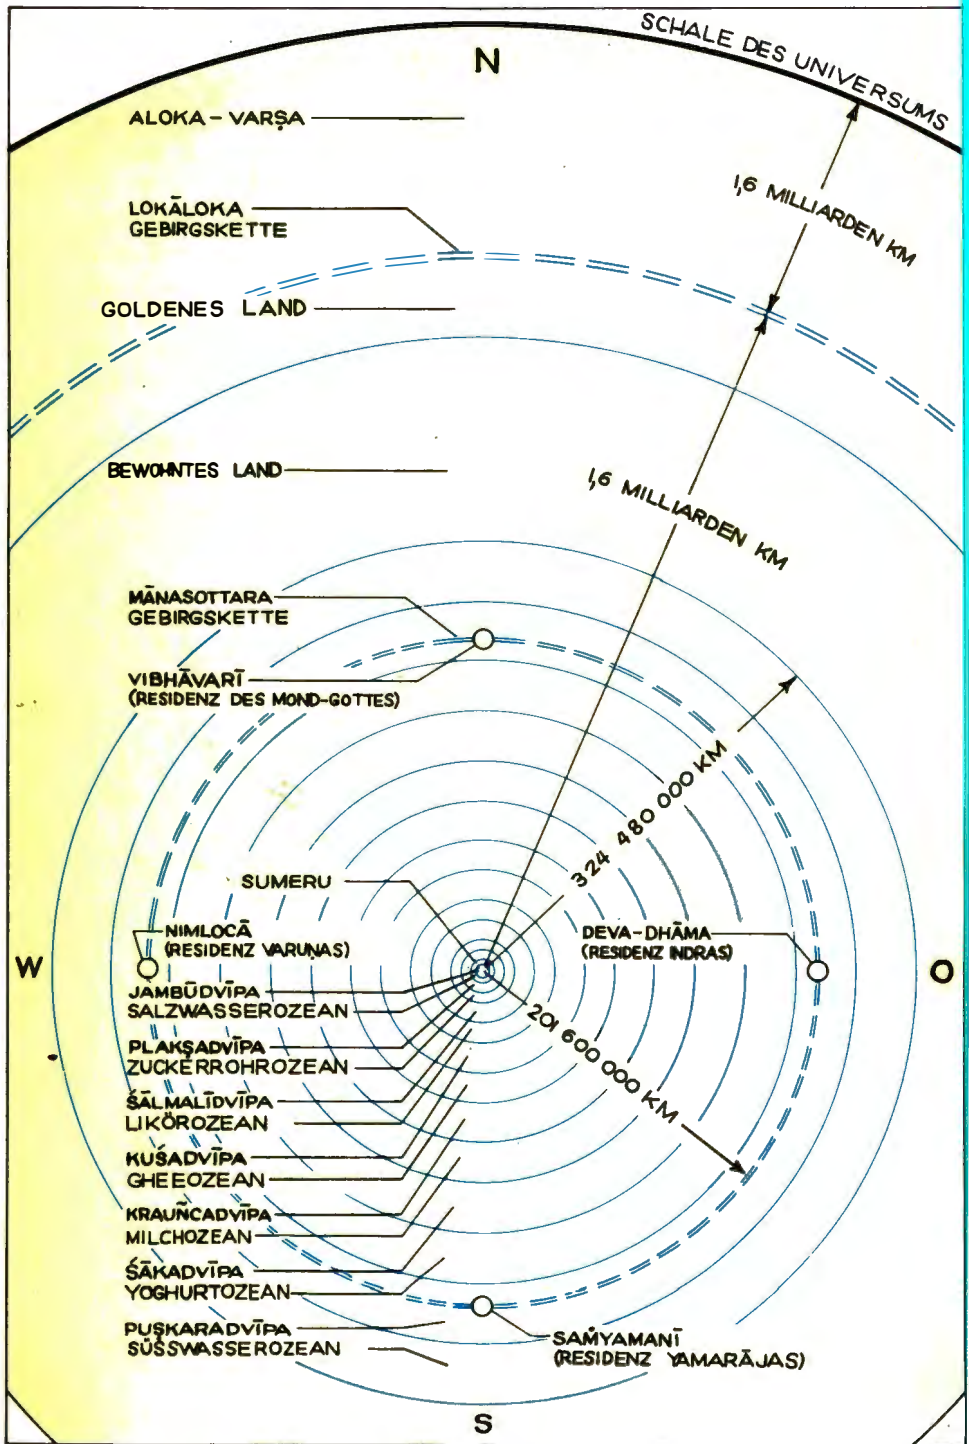 SCHALE DES UNIVERSUMS
N
ALOKA-VARṢA
1,6 MILLIARDEN KM
LOKĀLOKA
GEBIRGSKETTE
GOLDENES LAND
BEWOHNTES LAND
1,6 MILLIARDEN KM
MĀNASOTTARA
GEBIRGSKETTE
VIBHĀVARĪ
(RESIDENZ DES MOND-GOTTES)
324 480 000 KM
SUMERU
NIMLOCĀ
(RESIDENZ VARUṆAS)
DEVA-DHĀMA
(RESIDENZ INDRAS)
W
O
JAMBŪDVĪPA
SALZWASSEROZEAN
201 600 000 KM
PLAKṢADVĪPA
ZUCKERROHROZEAN
ŚĀLMALĪDVĪPA
LIKÖROZEAN
KUŚADVĪPA
GHEEOZEAN
KRAUÑCADVĪPA
MILCHOZEAN
ŚĀKADVĪPA
YOGHURTOZEAN
PUṢKARADVĪPA
SÜSSWASSEROZEAN
SAṀYAMANĪ
(RESIDENZ YAMARĀJAS)
S